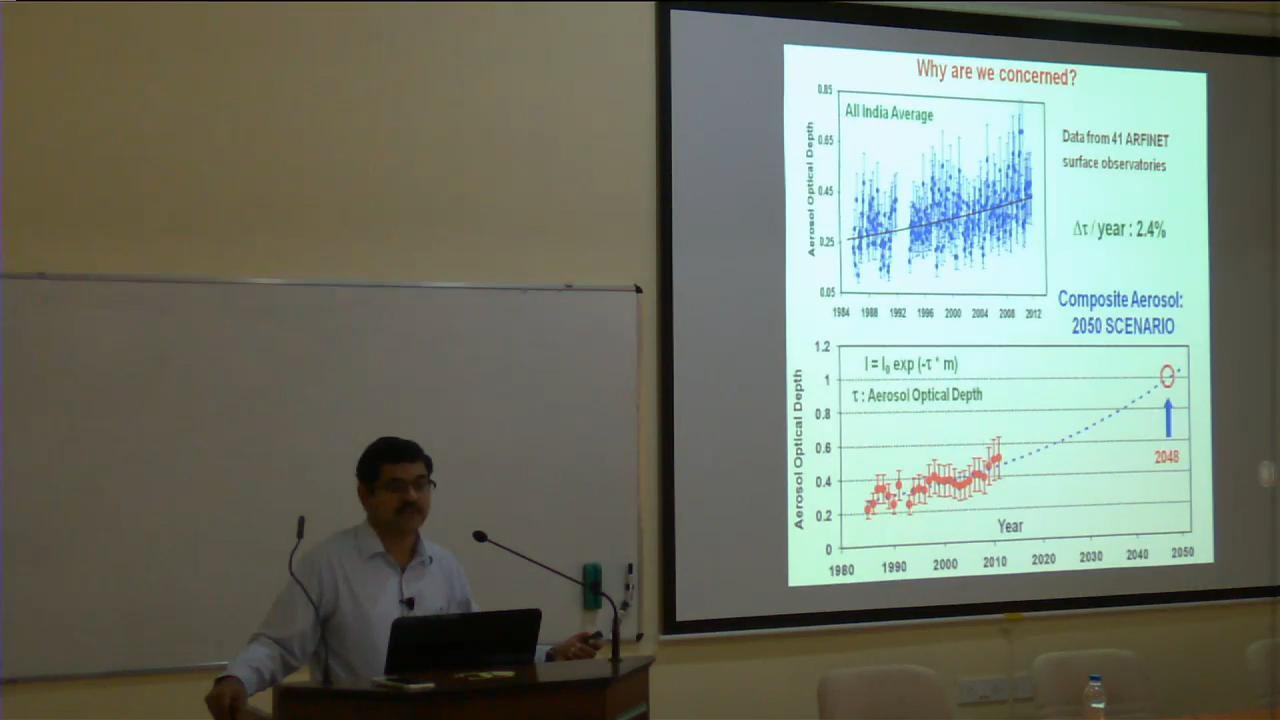 Why are we concerned?
All India Average
Aerosol Optical Depth
0.85
0.65
0.45
0.25
0.05
1984 1988 1992 1996 2000 2004 2008 2012
Data from 41 ARFINET
surface observatories
Δτ / year : 2.4%
Composite Aerosol:
2050 SCENARIO
Aerosol Optical Depth
1.2
1
0.8
0.6
0.4
0.2
0
I = I₀ exp (-τ * m)
τ : Aerosol Optical Depth
2048
Year
1980 1990 2000 2010 2020 2030 2040 2050